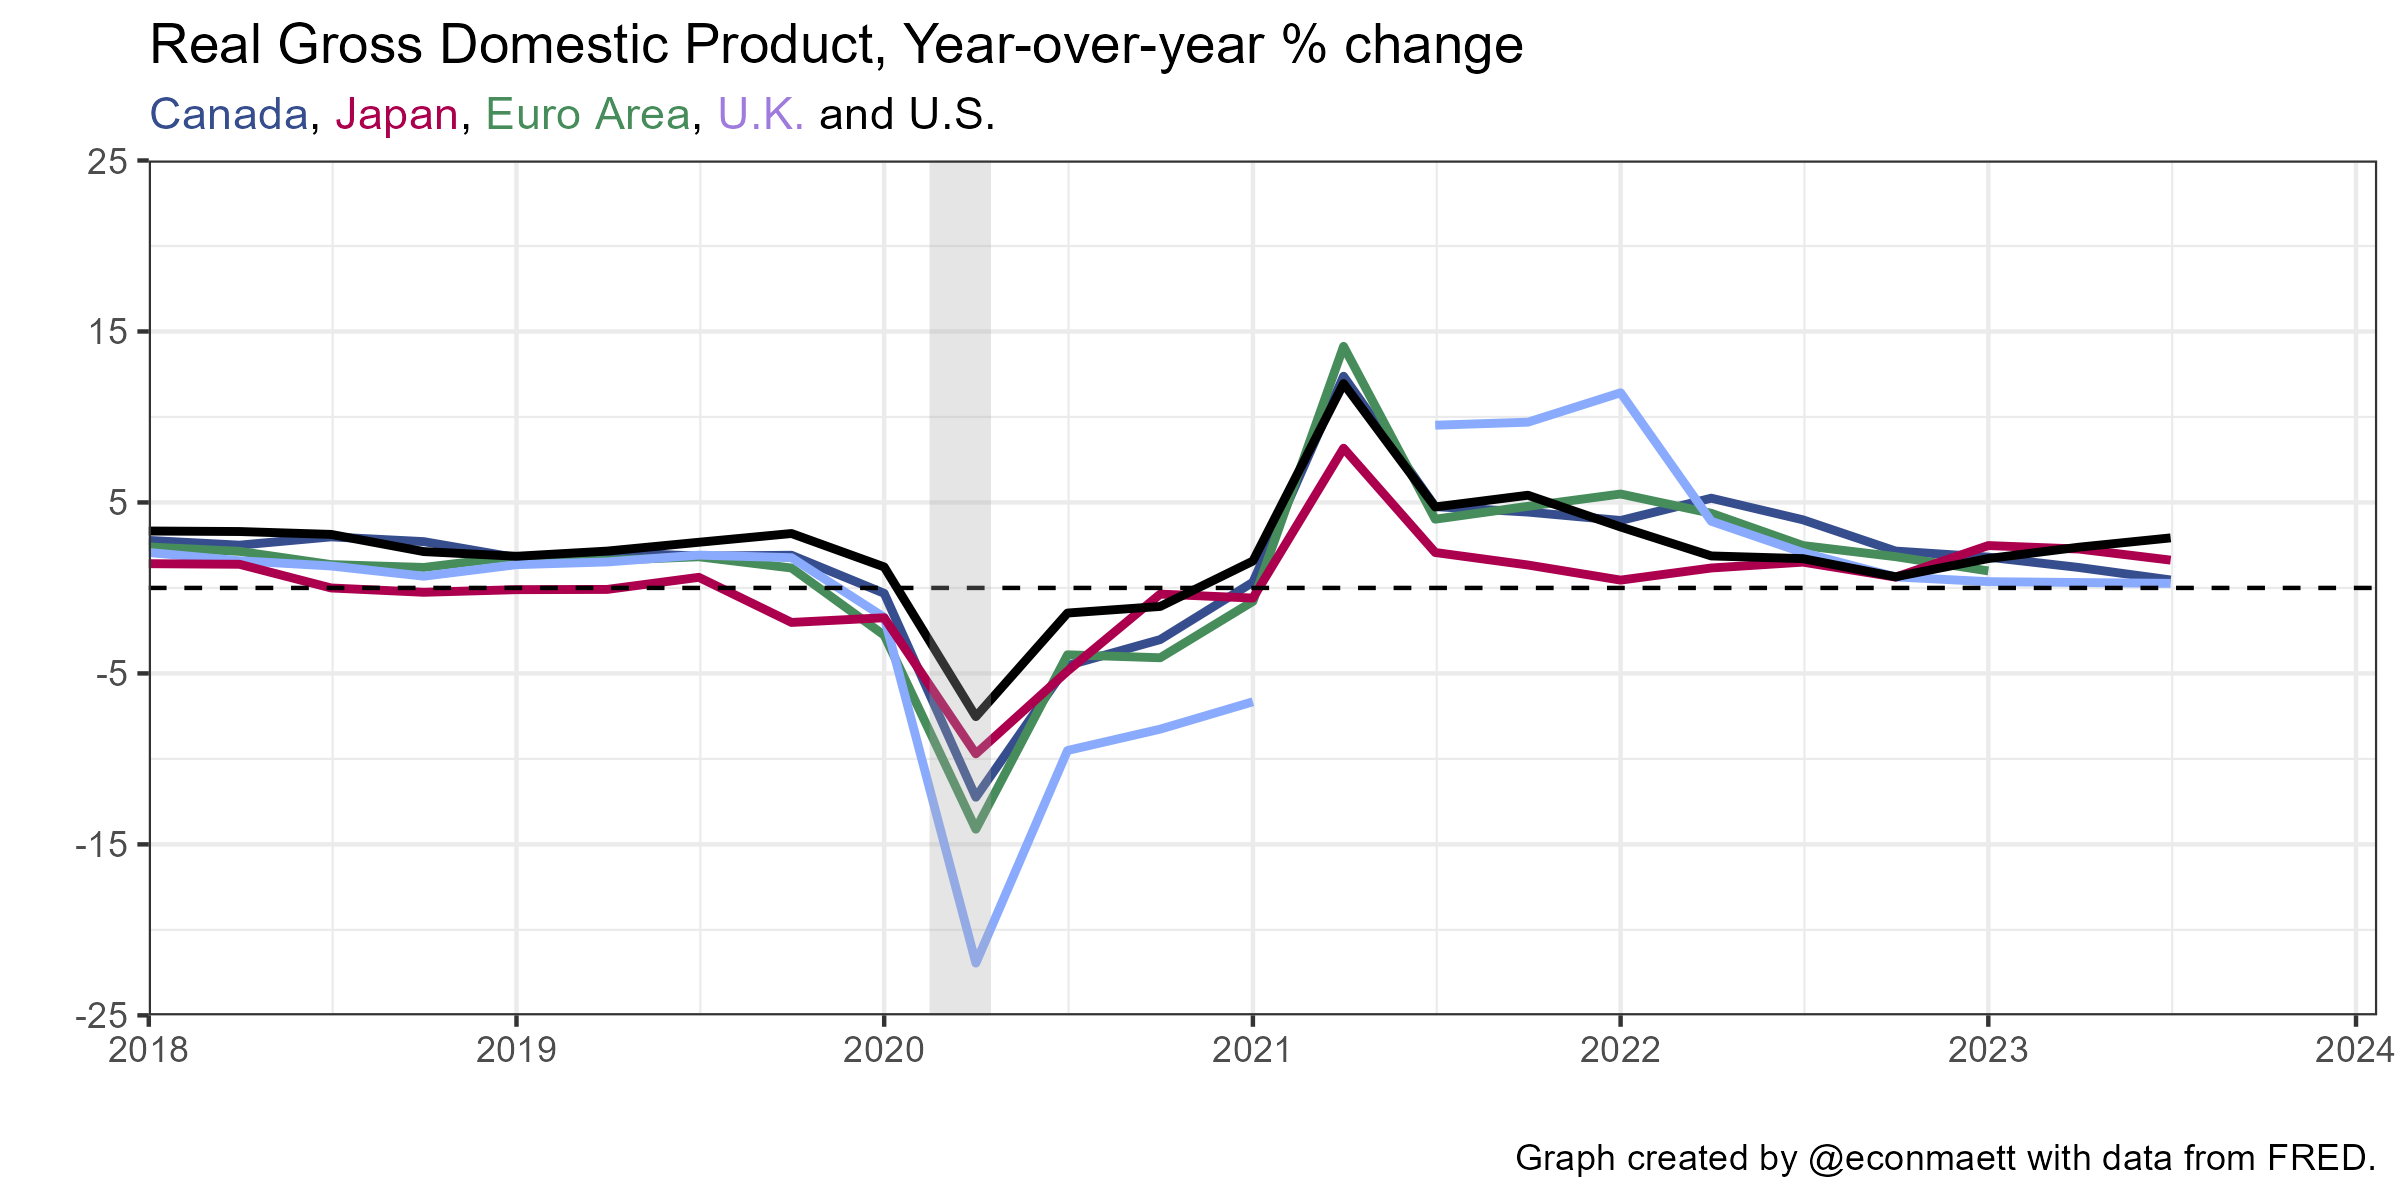 Real Gross Domestic Product, Year-over-year % change
Canada, Japan, Euro Area, U.K. and U.S.
25
15
5
-5
-15
-25
2018 2019 2020 2021 2022 2023 2024
Graph created by @econmaett with data from FRED.